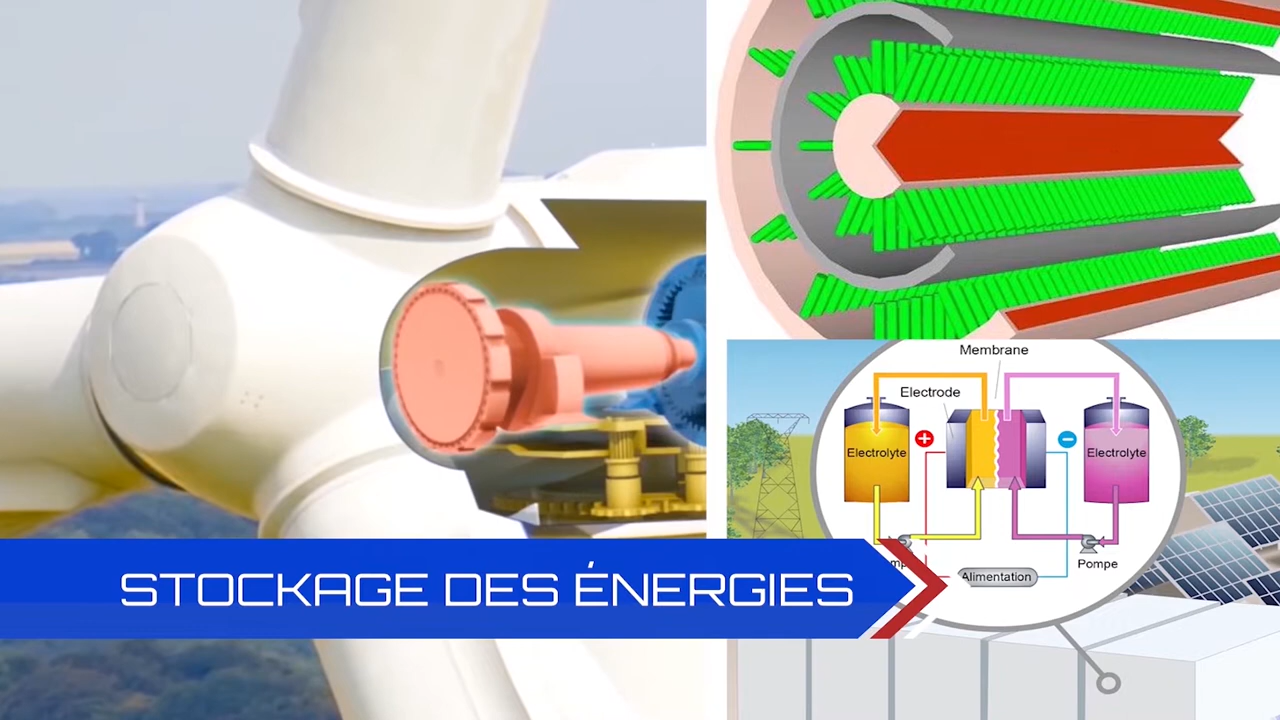 Membrane
Electrode
Electrolyte
Electrolyte
Pompe
Alimentation
STOCKAGE DES ÉNERGIES